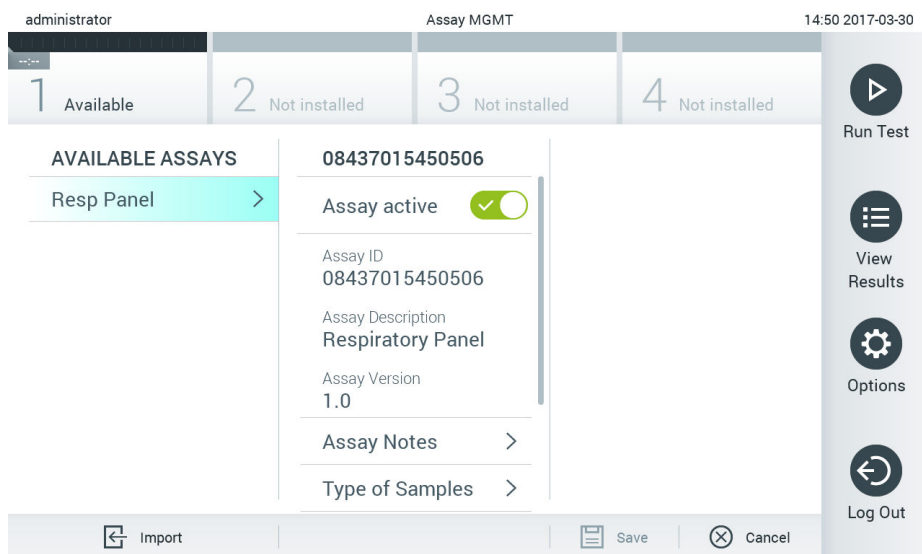 administrator Assay MGMT 14:50 2017-03-30
--:--
1 Available 2 Not installed 3 Not installed 4 Not installed
Run Test
AVAILABLE ASSAYS
Resp Panel
08437015450506
Assay active
Assay ID
08437015450506
Assay Description
Respiratory Panel
Assay Version
1.0
Assay Notes
Type of Samples
View
Results
Options
Log Out
Import Save Cancel